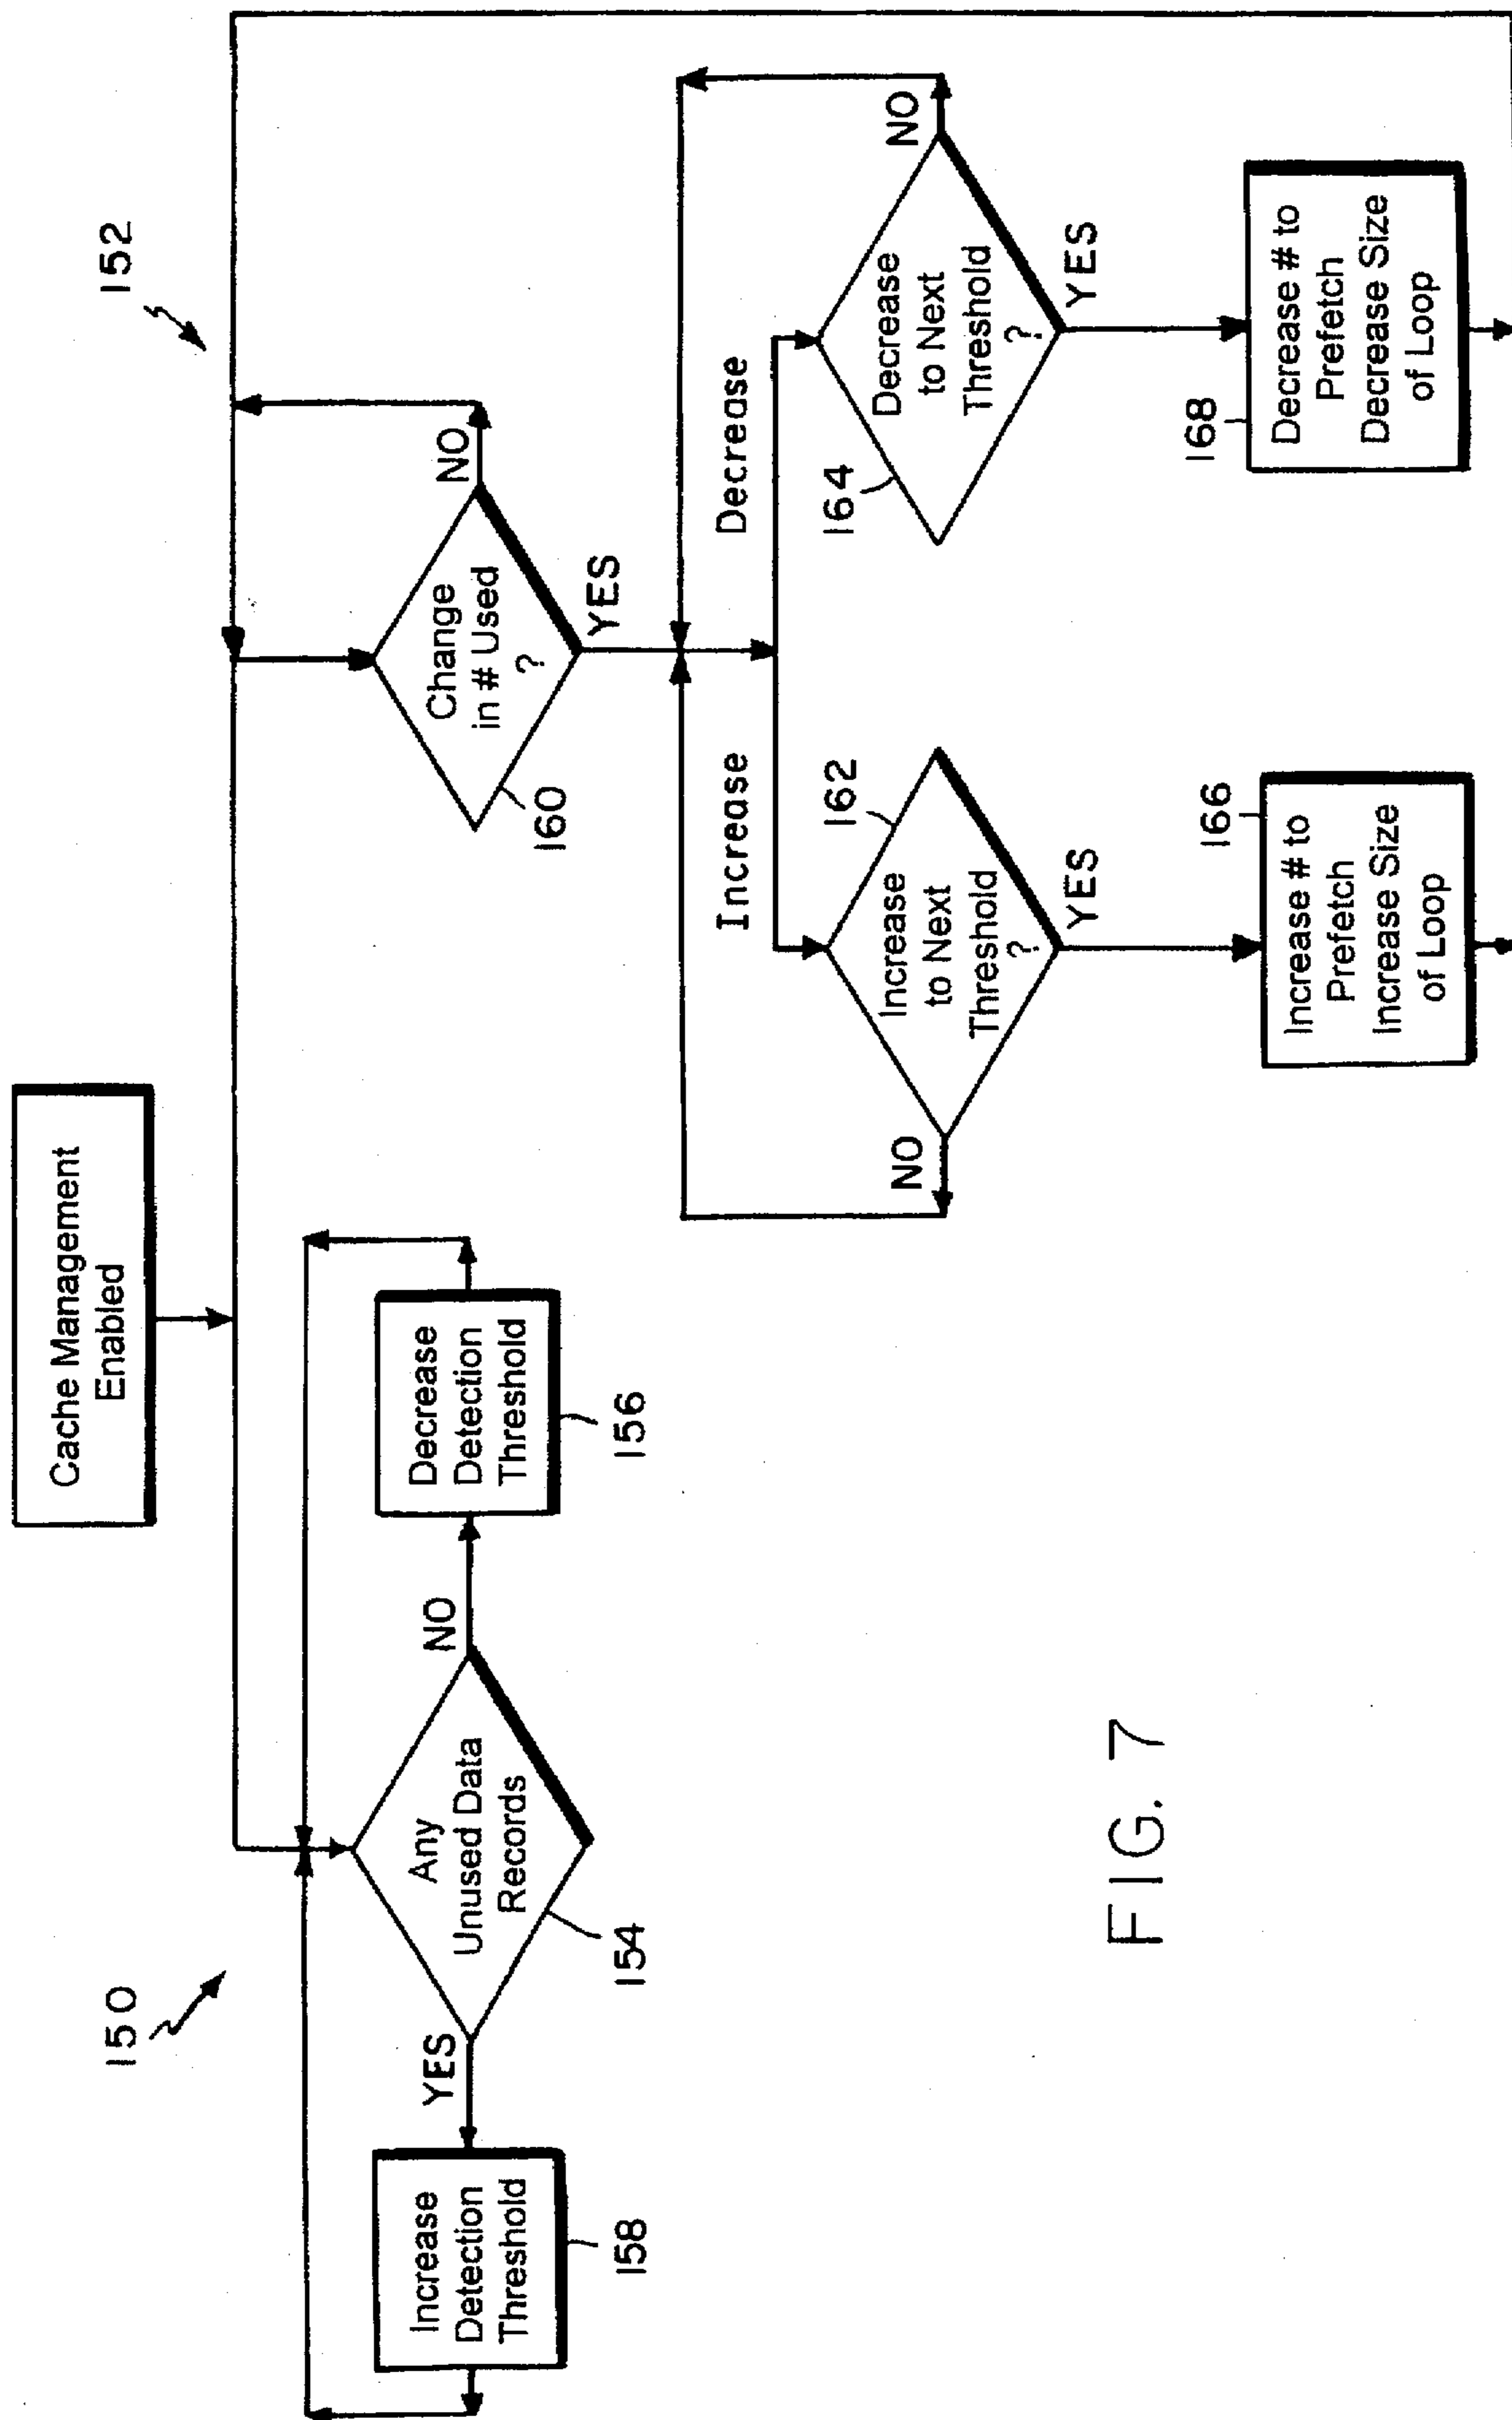 Cache Management
Enabled
150
152
YES
Any
Unused Data
Records
NO
154
Increase
Detection
Threshold
158
Decrease
Detection
Threshold
156
Change
in # Used
?
NO
YES
160
Increase
Decrease
162
Increase
to Next
Threshold
?
NO
YES
164
Decrease
to Next
Threshold
?
NO
YES
166
Increase # to
Prefetch
Increase Size
of Loop
168
Decrease # to
Prefetch
Decrease Size
of Loop
FIG. 7